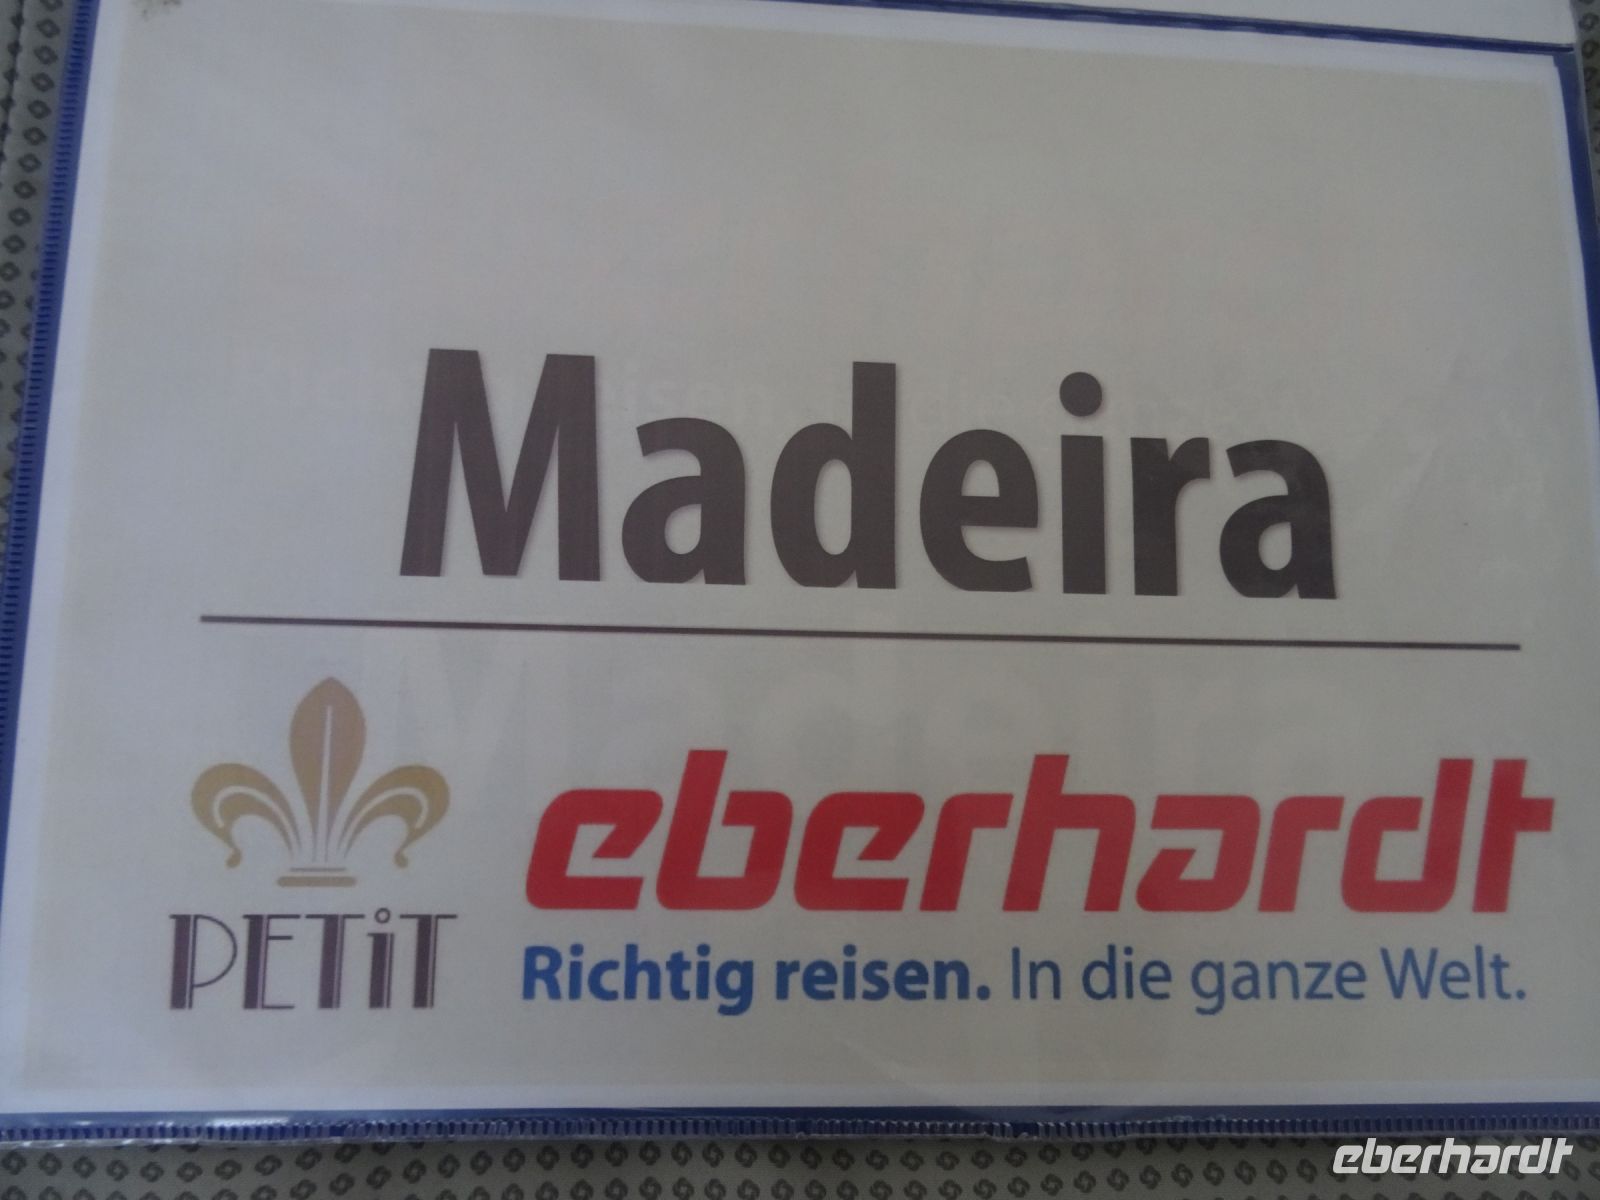 Madeira
PETiT
eberhardt
Richtig reisen. In die ganze Welt.
eberhardt